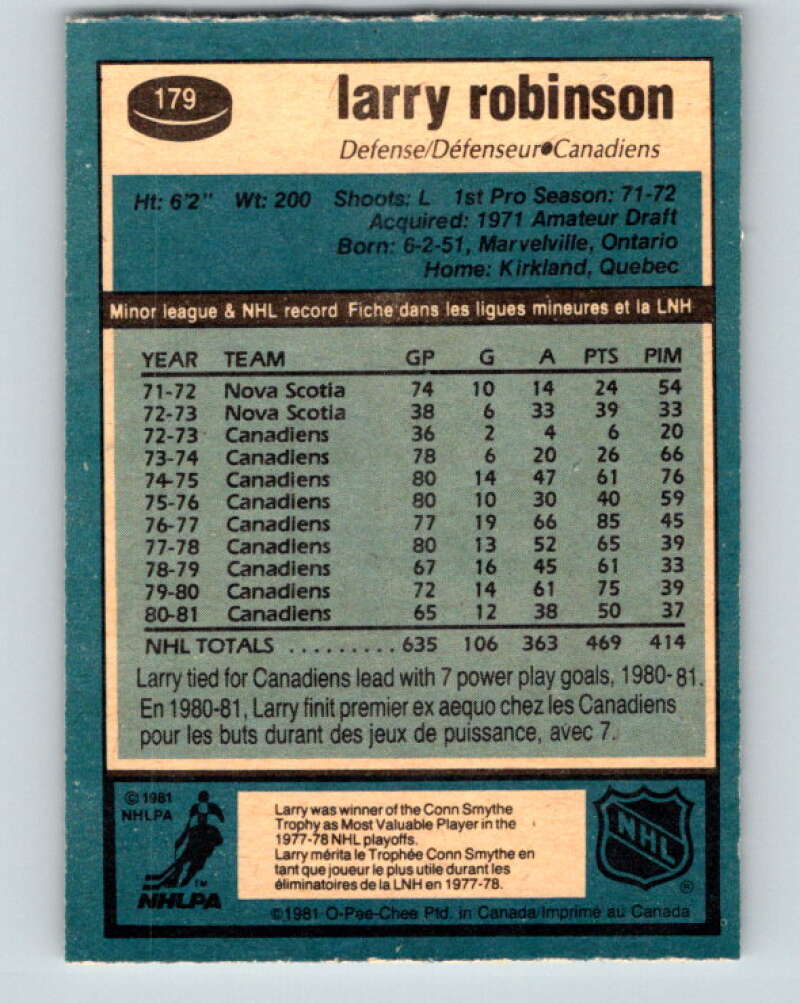 179
larry robinson
Defense/Défenseur●Canadiens
Ht: 6'2" Wt: 200 Shoots: L 1st Pro Season: 71-72
Acquired: 1971 Amateur Draft
Born: 6-2-51, Marvelville, Ontario
Home: Kirkland, Quebec
Minor league & NHL record Fiche dans les ligues mineures et la LNH
YEAR TEAM GP G A PTS PIM
71-72 Nova Scotia 74 10 14 24 54
72-73 Nova Scotia 38 6 33 39 33
72-73 Canadiens 36 2 4 6 20
73-74 Canadiens 78 6 20 26 66
74-75 Canadiens 80 14 47 61 76
75-76 Canadiens 80 10 30 40 59
76-77 Canadiens 77 19 66 85 45
77-78 Canadiens 80 13 52 65 39
78-79 Canadiens 67 16 45 61 33
79-80 Canadiens 72 14 61 75 39
80-81 Canadiens 65 12 38 50 37
NHL TOTALS ......... 635 106 363 469 414
Larry tied for Canadiens lead with 7 power play goals, 1980-81.
En 1980-81, Larry finit premier ex aequo chez les Canadiens
pour les buts durant des jeux de puissance, avec 7.
© 1981
NHLPA
TM
NHLPA
Larry was winner of the Conn Smythe
Trophy as Most Valuable Player in the
1977-78 NHL playoffs.
Larry mérita le Trophée Conn Smythe en
tant que joueur le plus utile durant les
éliminatoires de la LNH en 1977-78.
NHL
®
©1981 O-Pee-Chee Ptd. in Canada/Imprimé au Canada